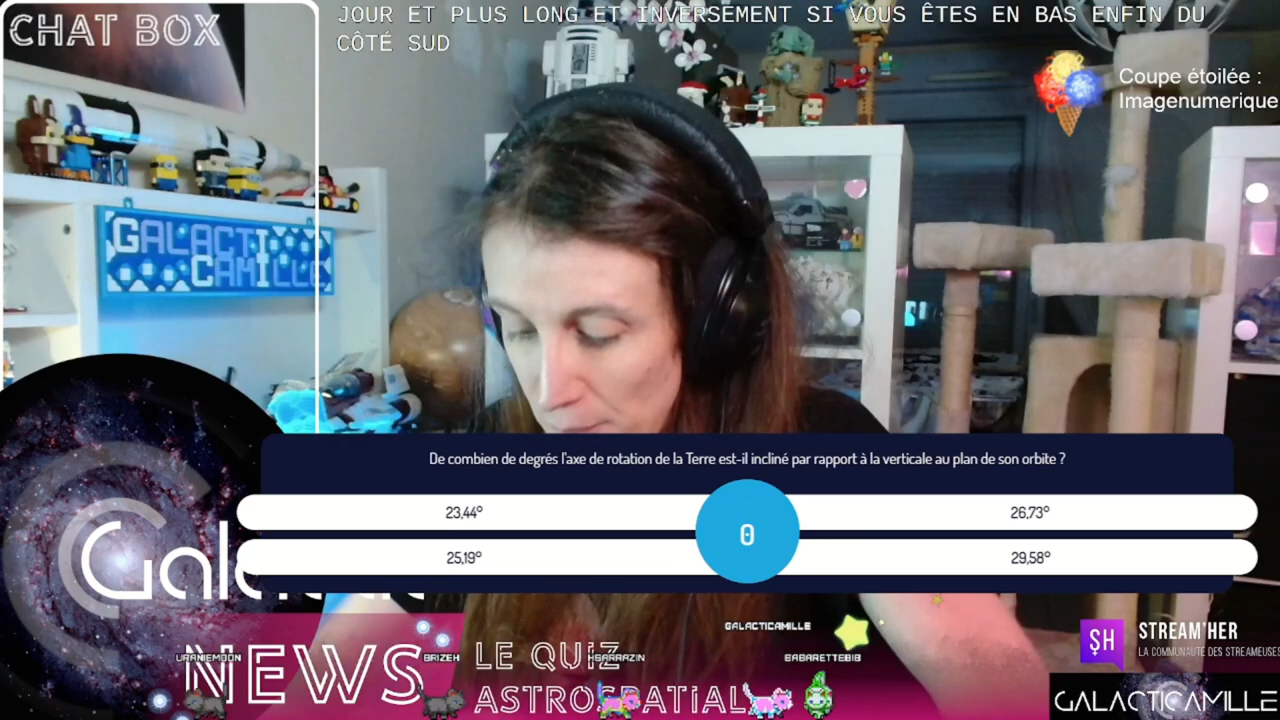 CHAT BOX
JOUR ET PLUS LONG ET INVERSEMENT SI VOUS ÊTES EN BAS ENFIN DU
CÔTÉ SUD
Coupe étoilée :
Imagenumerique
GALACTI
CAMILLE
De combien de degrés l'axe de rotation de la Terre est-il incliné par rapport à la verticale au plan de son orbite ?
23,44°
26,73°
0
25,19°
29,58°
NEWS
LE QUIZ
ASTROSPATIAL
URANIEMOON
BRIZEH
HSARRAZIN
GALACTICAMILLE
BABARETTEBIB
SH
STREAM'HER
LA COMMUNAUTÉ DES STREAMEUSES
GALACTICAMILLE